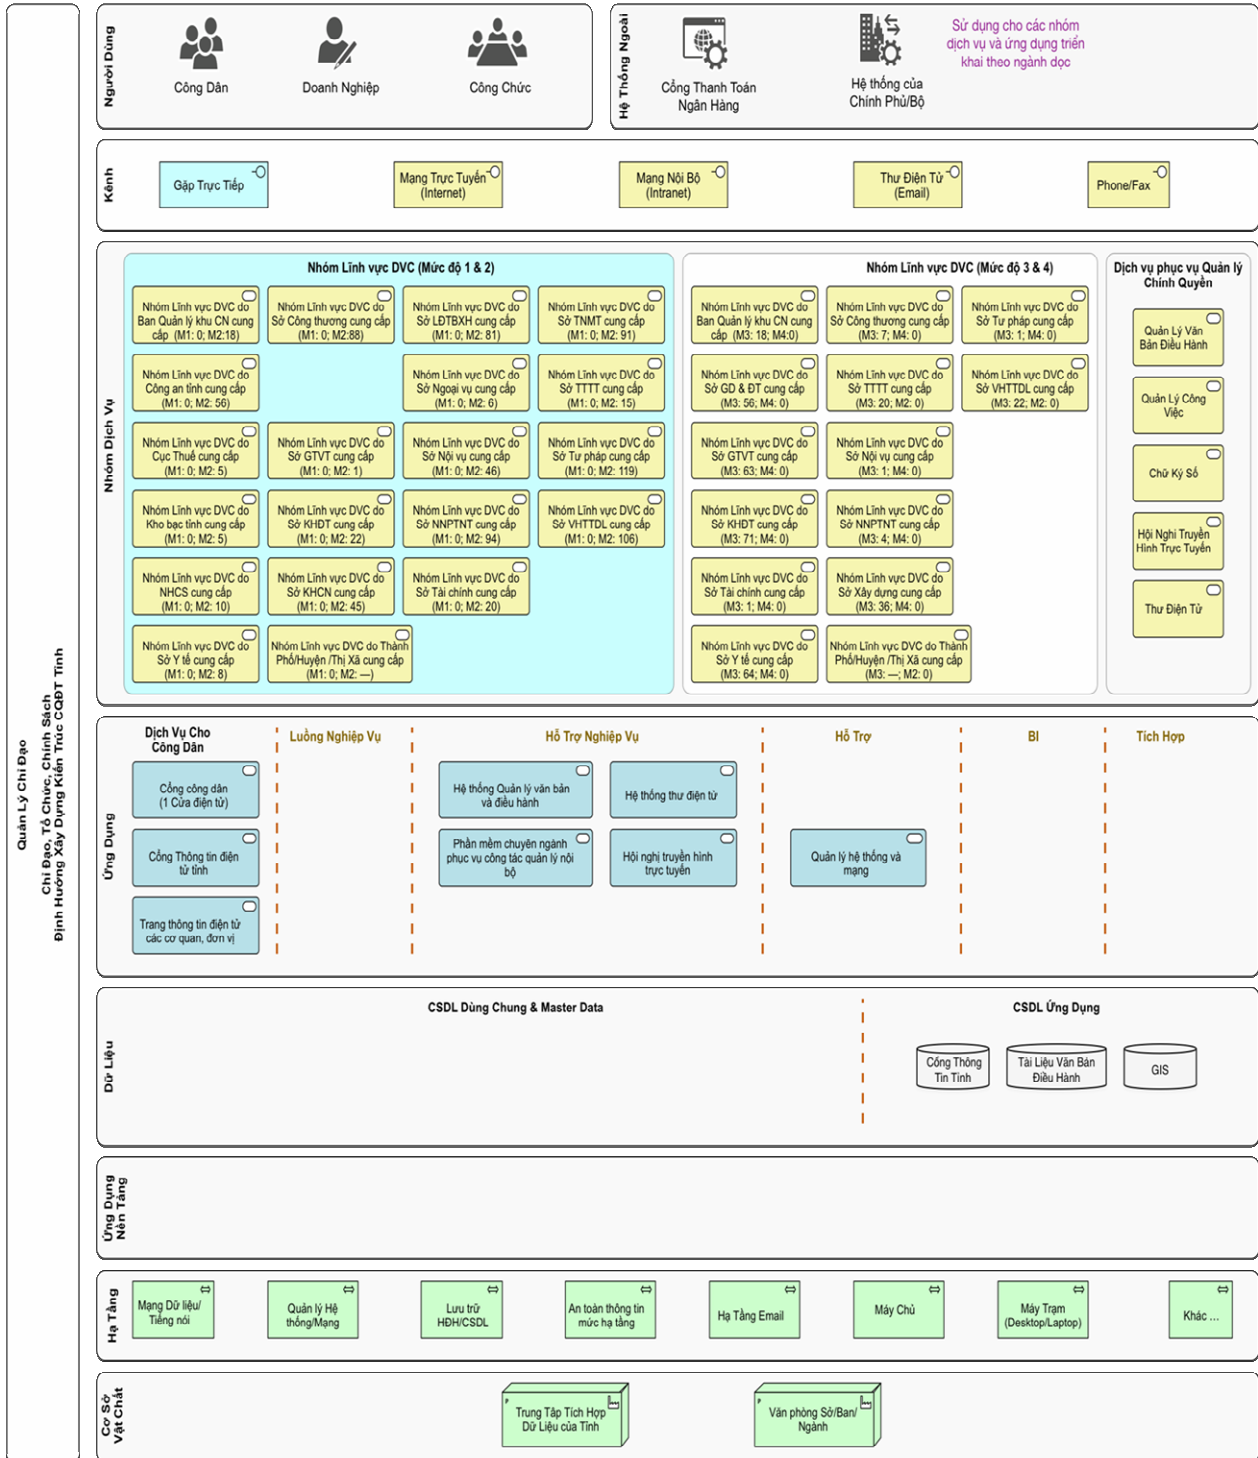 Quản Lý Chỉ Đạo
Chỉ Đạo, Tổ Chức, Chính Sách
Định Hướng Xây Dựng Kiến Trúc CQĐT Tỉnh
Người Dùng
Công Dân
Doanh Nghiệp
Công Chức
Hệ Thống Ngoài
Cổng Thanh Toán
Ngân Hàng
Hệ thống của
Chính Phủ/Bộ
Sử dụng cho các nhóm
dịch vụ và ứng dụng triển
khai theo ngành dọc
Kênh
Gặp Trực Tiếp
Mạng Trực Tuyến
(Internet)
Mạng Nội Bộ
(Intranet)
Thư Điện Tử
(Email)
Phone/Fax
Nhóm Dịch Vụ
Nhóm Lĩnh vực DVC (Mức độ 1 & 2)
Nhóm Lĩnh vực DVC do
Ban Quản lý khu CN cung
cấp (M1: 0; M2:18)
Nhóm Lĩnh vực DVC do
Sở Công thương cung cấp
(M1: 0; M2:88)
Nhóm Lĩnh vực DVC do
Sở LĐTBXH cung cấp
(M1: 0; M2: 81)
Nhóm Lĩnh vực DVC do
Sở TNMT cung cấp
(M1: 0; M2: 91)
Nhóm Lĩnh vực DVC do
Công an tỉnh cung cấp
(M1: 0; M2: 56)
Nhóm Lĩnh vực DVC do
Sở Ngoại vụ cung cấp
(M1: 0; M2: 6)
Nhóm Lĩnh vực DVC do
Sở TTTT cung cấp
(M1: 0; M2: 15)
Nhóm Lĩnh vực DVC do
Cục Thuế cung cấp
(M1: 0; M2: 5)
Nhóm Lĩnh vực DVC do
Sở GTVT cung cấp
(M1: 0; M2: 1)
Nhóm Lĩnh vực DVC do
Sở Nội vụ cung cấp
(M1: 0; M2: 46)
Nhóm Lĩnh vực DVC do
Sở Tư pháp cung cấp
(M1: 0; M2: 119)
Nhóm Lĩnh vực DVC do
Kho bạc tỉnh cung cấp
(M1: 0; M2: 5)
Nhóm Lĩnh vực DVC do
Sở KHĐT cung cấp
(M1: 0; M2: 22)
Nhóm Lĩnh vực DVC do
Sở NNPTNT cung cấp
(M1: 0; M2: 94)
Nhóm Lĩnh vực DVC do
Sở VHTTDL cung cấp
(M1: 0; M2: 106)
Nhóm Lĩnh vực DVC do
NHCS cung cấp
(M1: 0; M2: 10)
Nhóm Lĩnh vực DVC do
Sở KHCN cung cấp
(M1: 0; M2: 45)
Nhóm Lĩnh vực DVC do
Sở Tài chính cung cấp
(M1: 0; M2: 20)
Nhóm Lĩnh vực DVC do
Sở Y tế cung cấp
(M1: 0; M2: 8)
Nhóm Lĩnh vực DVC do Thành
Phố/Huyện /Thị Xã cung cấp
(M1: 0; M2: —)
Nhóm Lĩnh vực DVC (Mức độ 3 & 4)
Nhóm Lĩnh vực DVC do
Ban Quản lý khu CN cung
cấp (M3: 18; M4:0)
Nhóm Lĩnh vực DVC do
Sở Công thương cung cấp
(M3: 7; M4: 0)
Nhóm Lĩnh vực DVC do
Sở Tư pháp cung cấp
(M3: 1; M4: 0)
Nhóm Lĩnh vực DVC do
Sở GD & ĐT cung cấp
(M3: 56; M4: 0)
Nhóm Lĩnh vực DVC do
Sở TTTT cung cấp
(M3: 20; M2: 0)
Nhóm Lĩnh vực DVC do
Sở VHTTDL cung cấp
(M3: 22; M2: 0)
Nhóm Lĩnh vực DVC do
Sở GTVT cung cấp
(M3: 63; M4: 0)
Nhóm Lĩnh vực DVC do
Sở Nội vụ cung cấp
(M3: 1; M4: 0)
Nhóm Lĩnh vực DVC do
Sở KHĐT cung cấp
(M3: 71; M4: 0)
Nhóm Lĩnh vực DVC do
Sở NNPTNT cung cấp
(M3: 4; M4: 0)
Nhóm Lĩnh vực DVC do
Sở Tài chính cung cấp
(M3: 1; M4: 0)
Nhóm Lĩnh vực DVC do
Sở Xây dựng cung cấp
(M3: 36; M4: 0)
Nhóm Lĩnh vực DVC do
Sở Y tế cung cấp
(M3: 64; M4: 0)
Nhóm Lĩnh vực DVC do Thành
Phố/Huyện /Thị Xã cung cấp
(M3: —; M2: 0)
Dịch vụ phục vụ Quản lý
Chính Quyền
Quản Lý Văn
Bản Điều Hành
Quản Lý Công
Việc
Chữ Ký Số
Hội Nghi Truyền
Hình Trực Tuyến
Thư Điện Tử
Ứng Dụng
Dịch Vụ Cho
Công Dân
Cổng công dân
(1 Cửa điện tử)
Cổng Thông tin điện
tử tỉnh
Trang thông tin điện tử
các cơ quan, đơn vị
Luồng Nghiệp Vụ
Hỗ Trợ Nghiệp Vụ
Hệ thống Quản lý văn bản
và điều hành
Hệ thống thư điện tử
Phần mềm chuyên ngành
phục vụ công tác quản lý nội
bộ
Hội nghị truyền hình
trực tuyến
Hỗ Trợ
Quản lý hệ thống và
mạng
BI
Tích Hợp
Dữ Liệu
CSDL Dùng Chung & Master Data
CSDL Ứng Dụng
Cổng Thông
Tin Tỉnh
Tài Liệu Văn Bản
Điều Hành
GIS
Ứng Dụng
Nền Tảng
Hạ Tầng
Mạng Dữ liệu/
Tiếng nói
Quản lý Hệ
thống/Mạng
Lưu trữ
HĐH/CSDL
An toàn thông tin
mức hạ tầng
Hạ Tầng Email
Máy Chủ
Máy Trạm
(Desktop/Laptop)
Khác ...
Cơ Sở
Vật Chất
Trung Tâp Tích Hợp
Dữ Liệu của Tỉnh
Văn phòng Sở/Ban/
Ngành